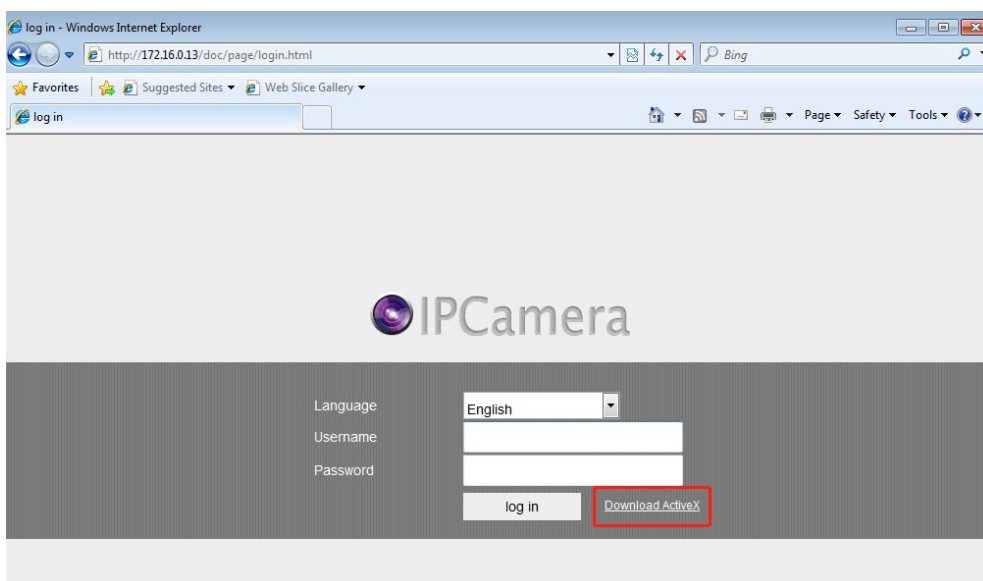 log in - Windows Internet Explorer
http://172.16.0.13/doc/page/login.html Bing
Favorites Suggested Sites Web Slice Gallery
log in Page Safety Tools
IPCamera
Language English
Username
Password
log in Download ActiveX